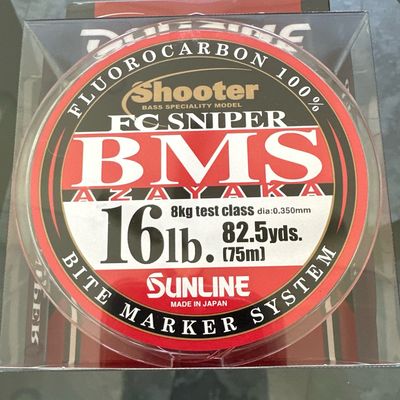 FLUOROCARBON 100%
Shooter
BASS SPECIALITY MODEL
FC SNIPER
BMS
AZAYAKA
16lb.
8kg test class dia:0.350mm
82.5yds.
(75m)
SUNLINE
MADE IN JAPAN
BITE MARKER SYSTEM